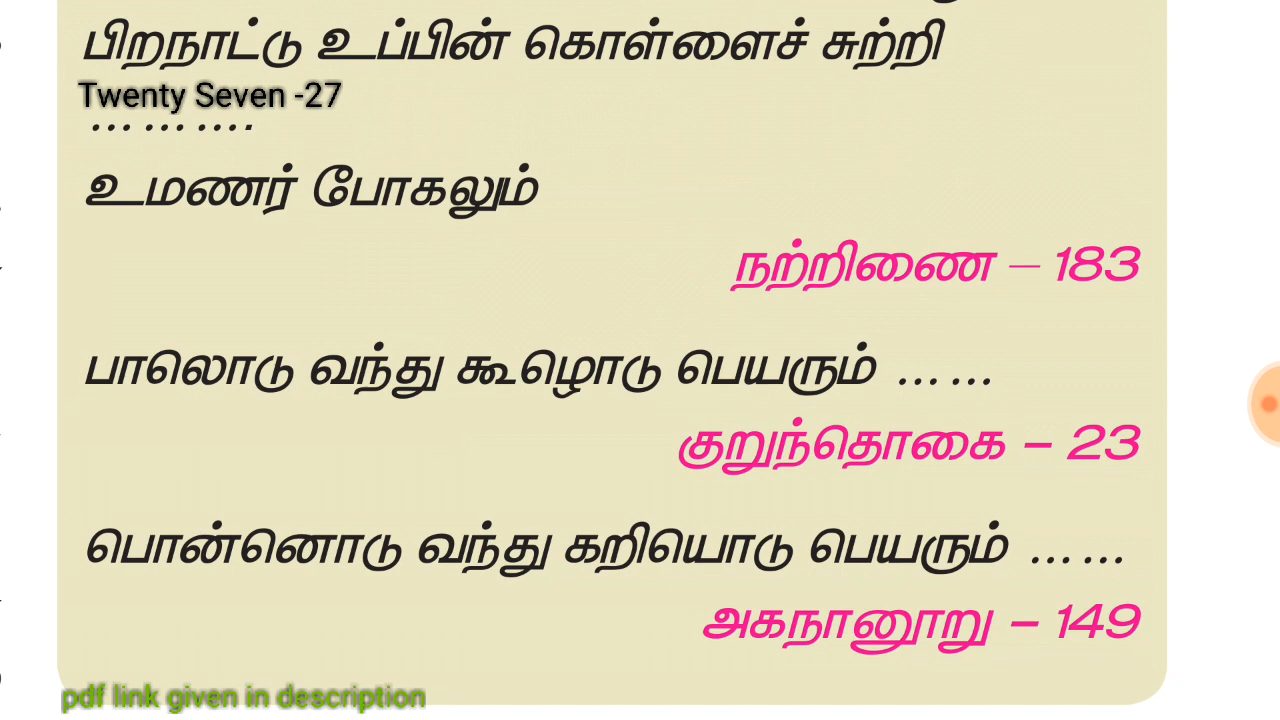 பிறநாட்டு உப்பின் கொள்ளைச் சுற்றி
Twenty Seven -27
... ... ....
உமணர் போகலும்
நற்றிணை – 183
பாலொடு வந்து கூழொடு பெயரும் ... ...
குறுந்தொகை – 23
பொன்னொடு வந்து கறியொடு பெயரும் ... ...
அகநானூறு – 149
pdf link given in description